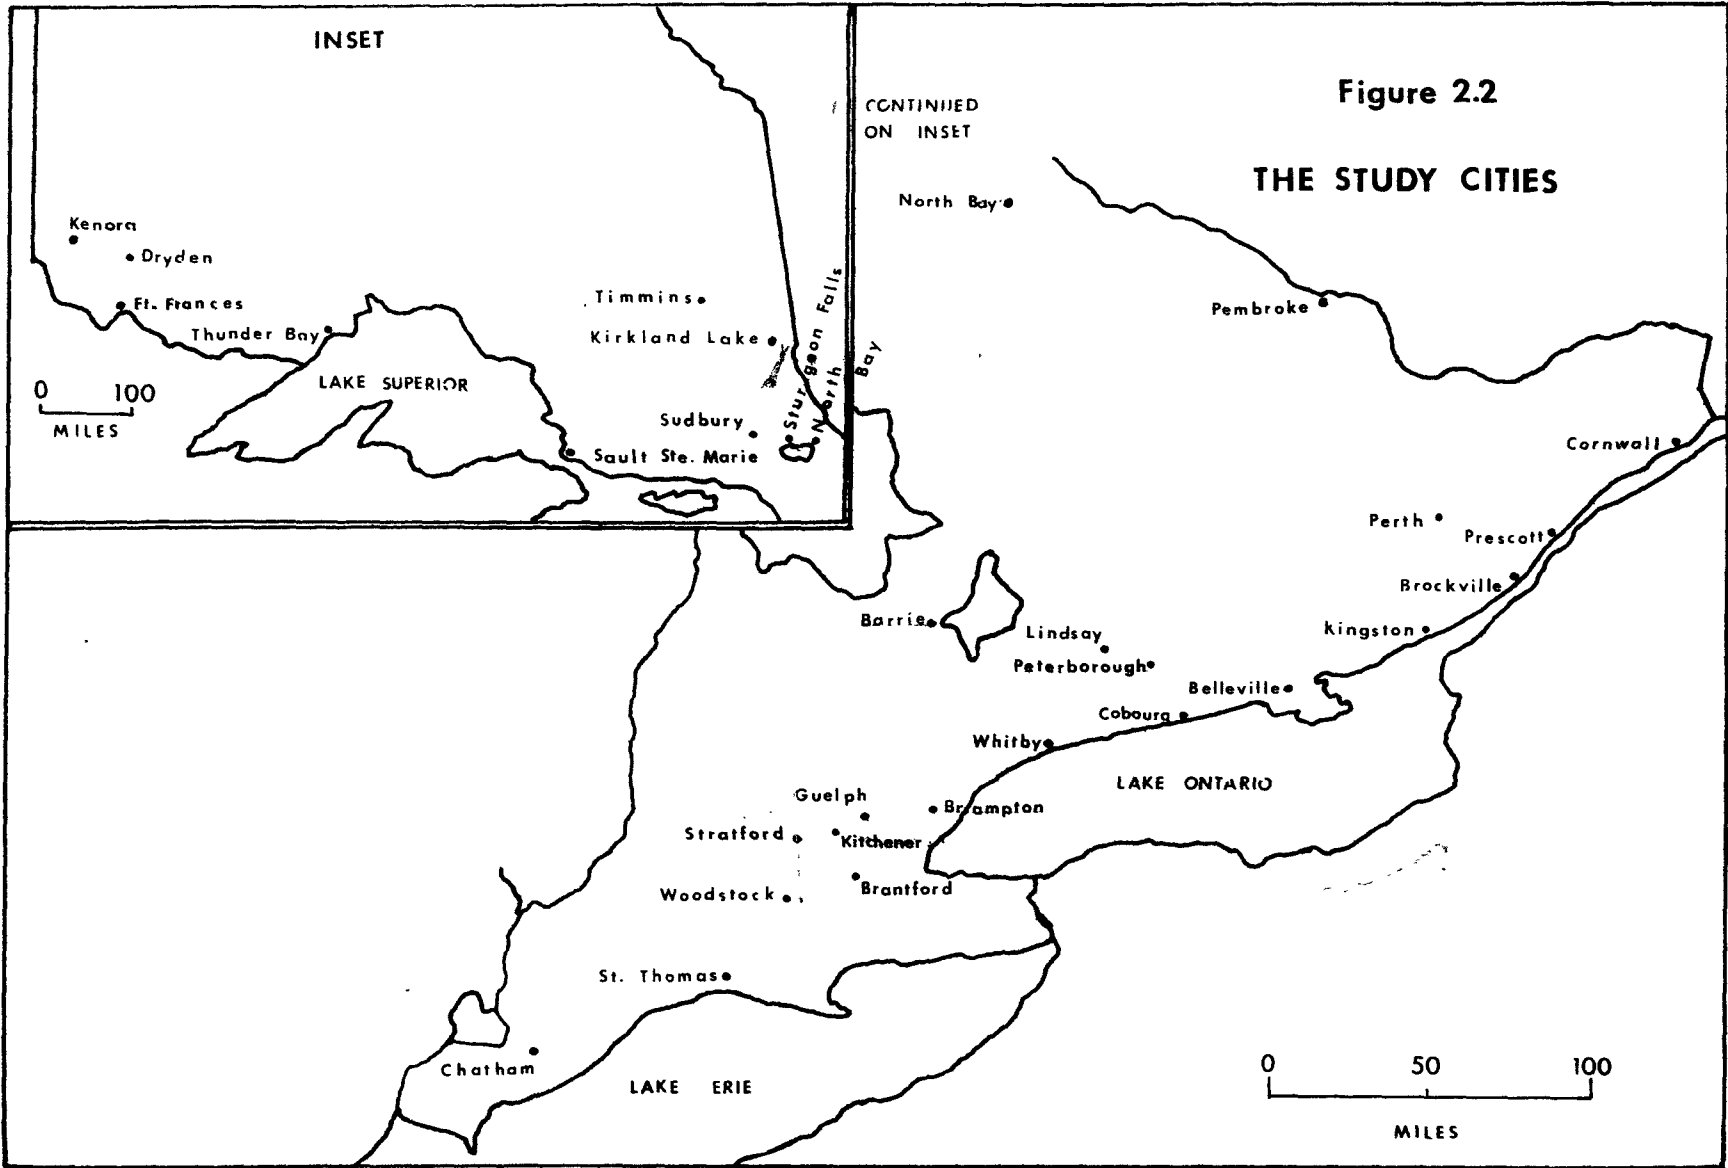 INSET
Figure 2.2
THE STUDY CITIES
CONTINUED
ON INSET
Kenora
Dryden
Ft. Frances
Thunder Bay
LAKE SUPERIOR
0 100
MILES
Timmins
Kirkland Lake
Sturgeon Falls
North Bay
Sudbury
Sault Ste. Marie
North Bay
Pembroke
Cornwall
Perth
Prescott
Brockville
Kingston
Barrie
Lindsay
Peterborough
Belleville
Cobourg
Whitby
LAKE ONTARIO
Guelph
Brampton
Stratford
Kitchener
Woodstock
Brantford
St. Thomas
Chatham
LAKE ERIE
0 50 100
MILES